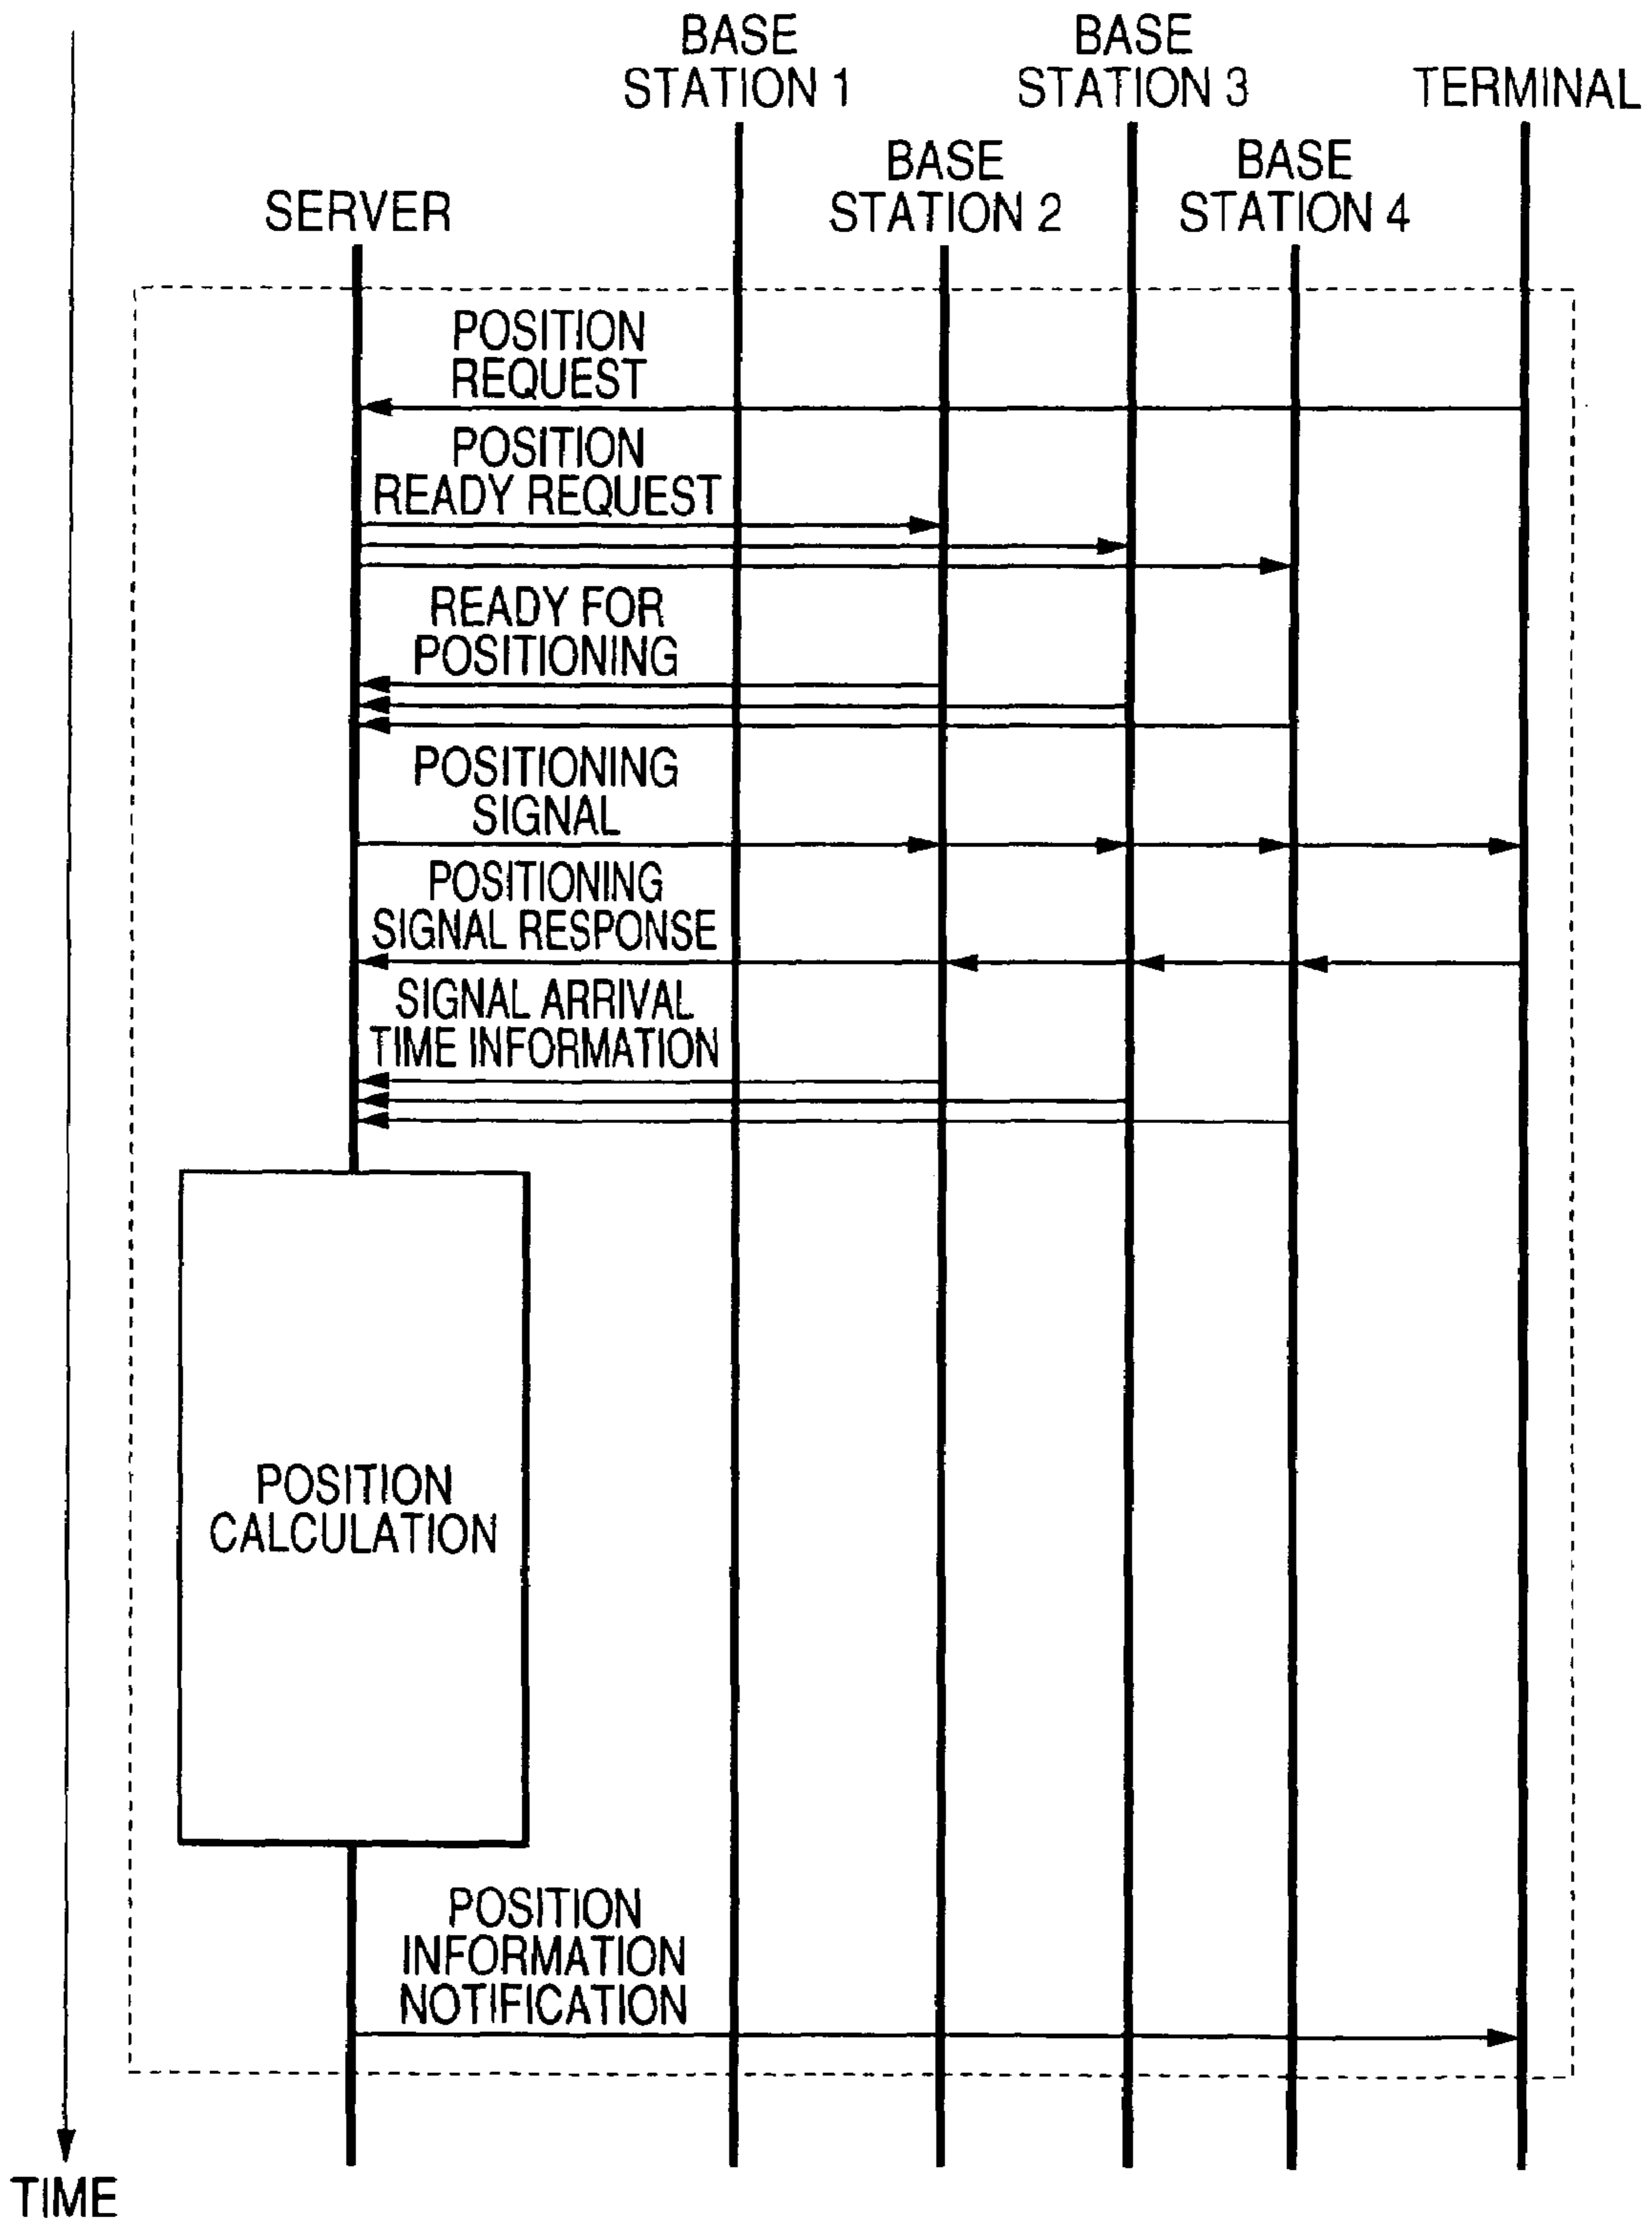 BASE
STATION 1
BASE
STATION 3
TERMINAL
BASE
STATION 2
BASE
STATION 4
SERVER
POSITION
REQUEST
POSITION
READY REQUEST
READY FOR
POSITIONING
POSITIONING
SIGNAL
POSITIONING
SIGNAL RESPONSE
SIGNAL ARRIVAL
TIME INFORMATION
POSITION
CALCULATION
POSITION
INFORMATION
NOTIFICATION
TIME